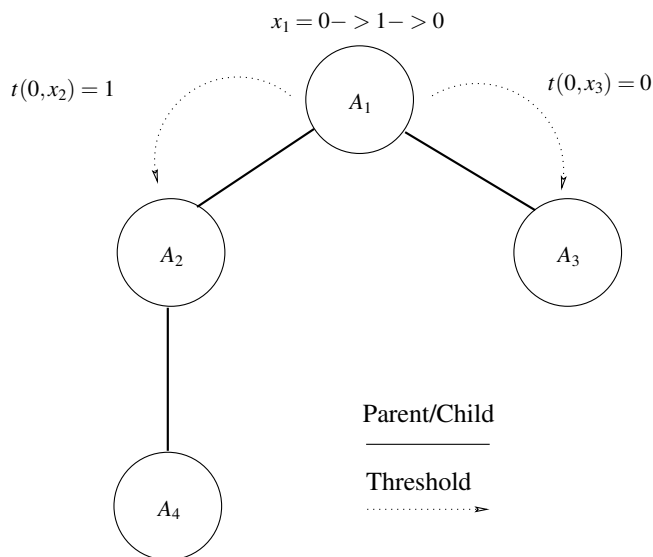 x₁ = 0− > 1− > 0
t(0,x₂) = 1
t(0,x₃) = 0
A₁
A₂
A₃
Parent/Child
Threshold
A₄